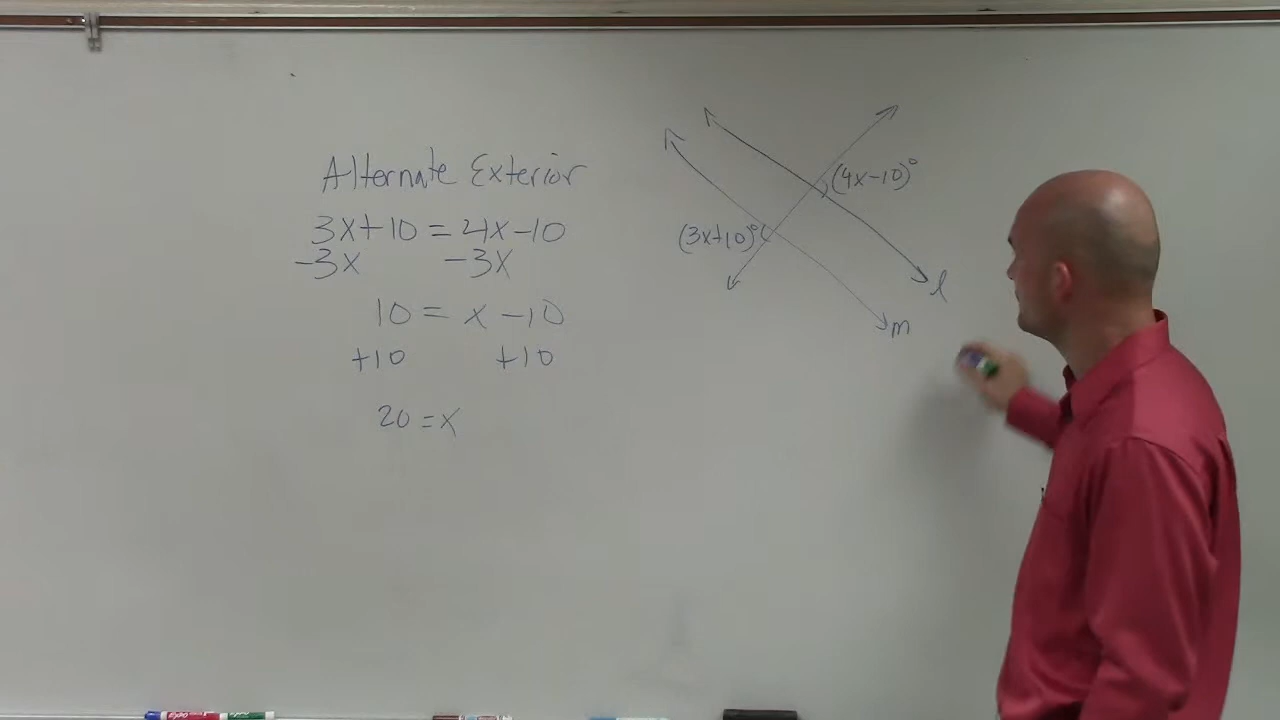 Alternate Exterior
3x+10=4x-10
-3x -3x
10 = x -10
+10 +10
20=x
(4x-10)°
(3x+10)°
l
m